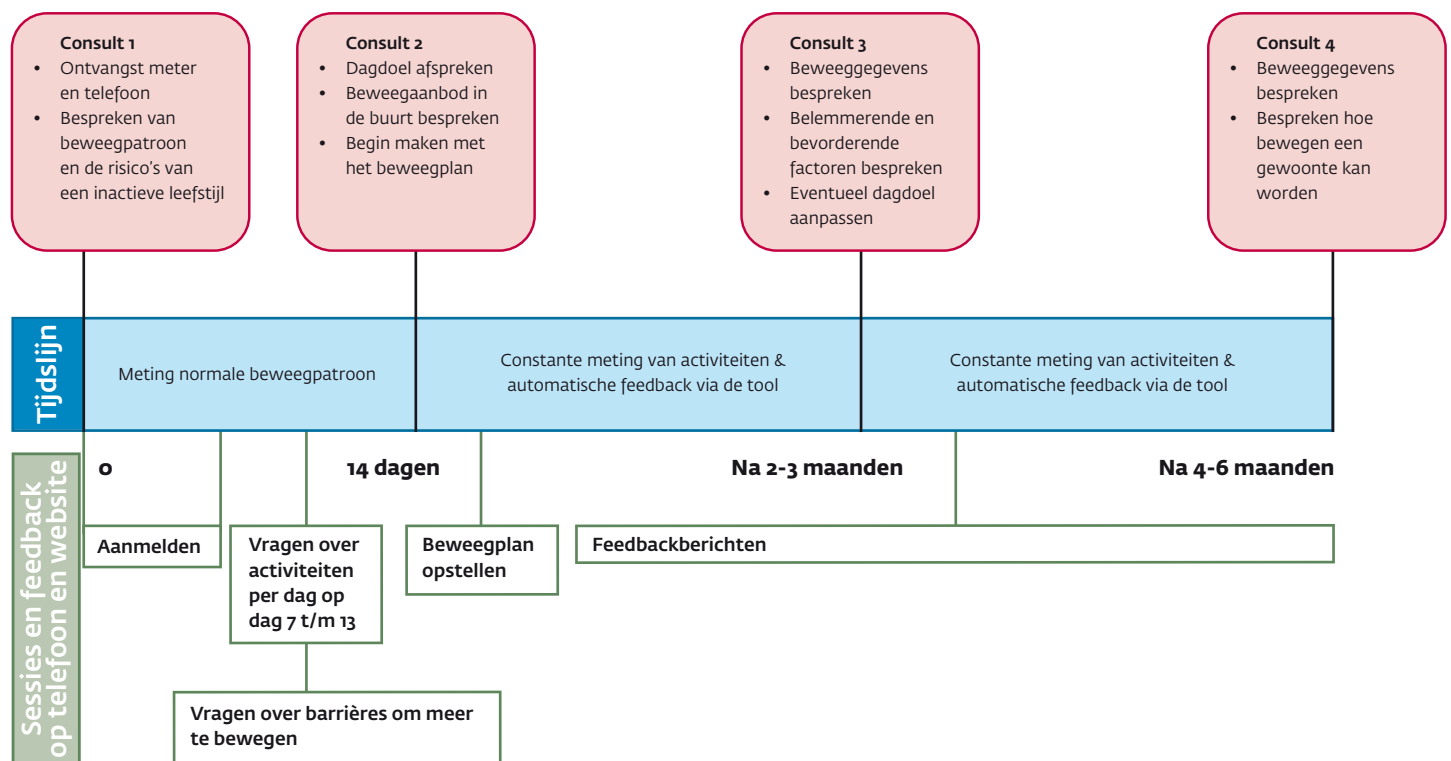 Consult 1
• Ontvangst meter
en telefoon
• Bespreken van
beweegpatroon
en de risico's van
een inactieve leefstijl
Consult 2
• Dagdoel afspreken
• Beweegaanbod in
de buurt bespreken
• Begin maken met
het beweegplan
Consult 3
• Beweeggegevens
bespreken
• Belemmerende en
bevorderende
factoren bespreken
• Eventueel dagdoel
aanpassen
Consult 4
• Beweeggegevens
bespreken
• Bespreken hoe
bewegen een
gewoonte kan
worden
Tijdslijn
Meting normale beweegpatroon
Constante meting van activiteiten &
automatische feedback via de tool
Constante meting van activiteiten &
automatische feedback via de tool
Sessies en feedback
op telefoon en website
0
14 dagen
Na 2-3 maanden
Na 4-6 maanden
Aanmelden
Vragen over
activiteiten
per dag op
dag 7 t/m 13
Beweegplan
opstellen
Feedbackberichten
Vragen over barrières om meer
te bewegen